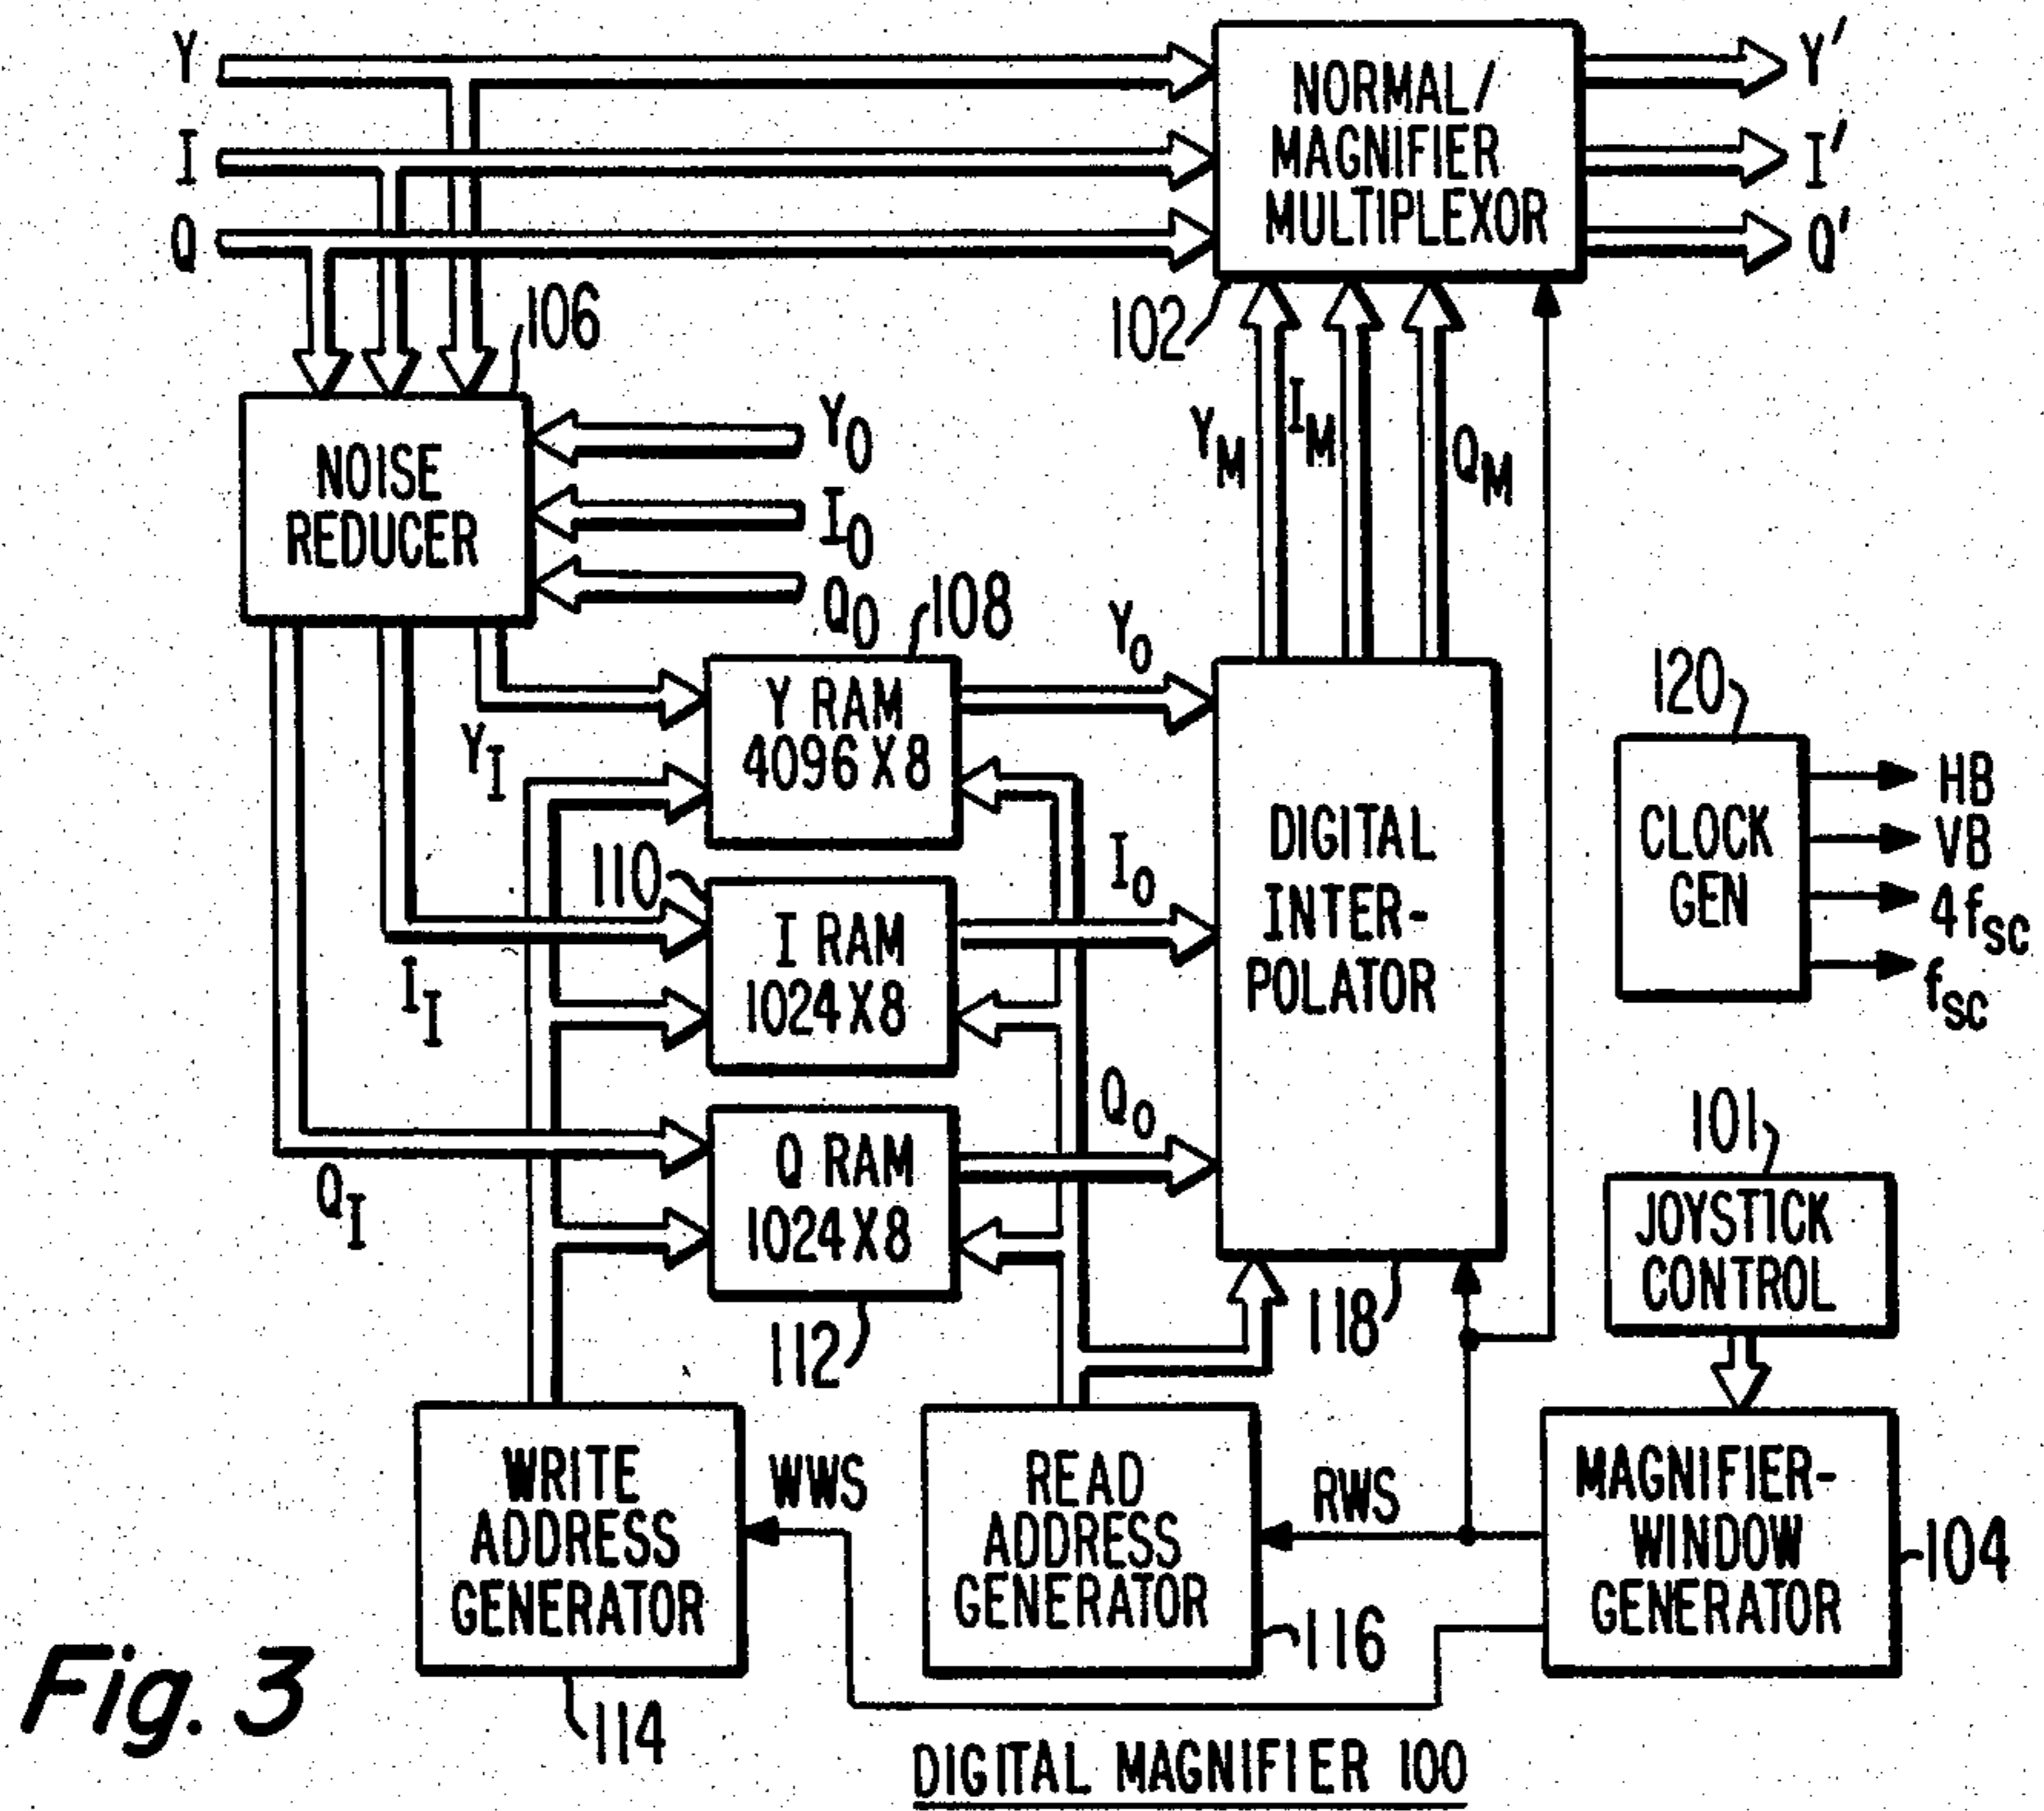 Y
I
Q
NORMAL/
MAGNIFIER
MULTIPLEXOR
Y'
I'
Q'
106
102
NOISE
REDUCER
Y0
I0
Q0
YM
IM
QM
108
Y RAM
4096 X 8
Y0
YI
110
I RAM
1024 X 8
I0
II
Q RAM
1024 X 8
Q0
QI
112
DIGITAL
INTER-
POLATOR
118
120
CLOCK
GEN
HB
VB
4fSC
fSC
101
JOYSTICK
CONTROL
WRITE
ADDRESS
GENERATOR
WWS
114
READ
ADDRESS
GENERATOR
RWS
116
MAGNIFIER-
WINDOW
GENERATOR
104
Fig. 3
DIGITAL MAGNIFIER 100